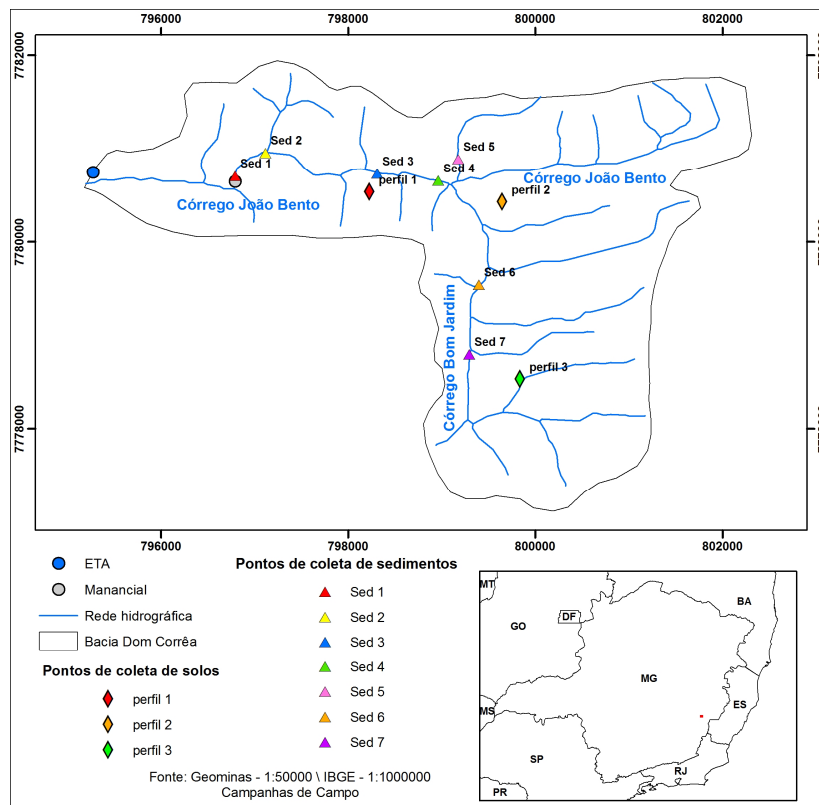 796000 798000 800000 802000
7782000
Sed 2
Sed 5
Sed 1
Sed 3
Sed 4
Córrego João Bento
perfil 1
perfil 2
Córrego João Bento
7780000
Sed 6
Córrego Bom Jardim
Sed 7
perfil 3
7778000
796000 798000 800000 802000
ETA
Manancial
Rede hidrográfica
Bacia Dom Corrêa
Pontos de coleta de solos
perfil 1
perfil 2
perfil 3
Pontos de coleta de sedimentos
Sed 1
Sed 2
Sed 3
Sed 4
Sed 5
Sed 6
Sed 7
Fonte: Geominas - 1:50000 \ IBGE - 1:1000000
Campanhas de Campo
MT
BA
DF
GO
MG
ES
MS
SP
RJ
PR